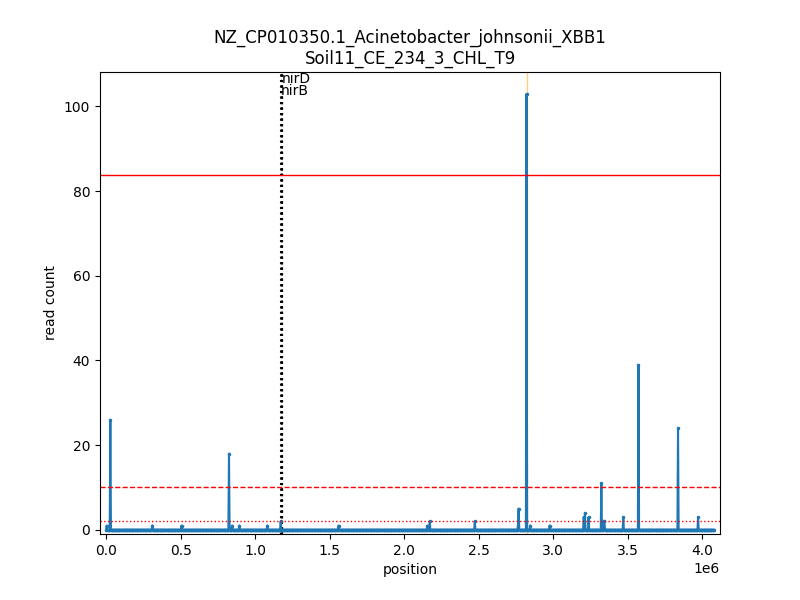 NZ_CP010350.1_Acinetobacter_johnsonii_XBB1
Soil11_CE_234_3_CHL_T9
nirD
nirB
100
80
60
40
20
0
read count
0.0 0.5 1.0 1.5 2.0 2.5 3.0 3.5 4.0
1e6
position